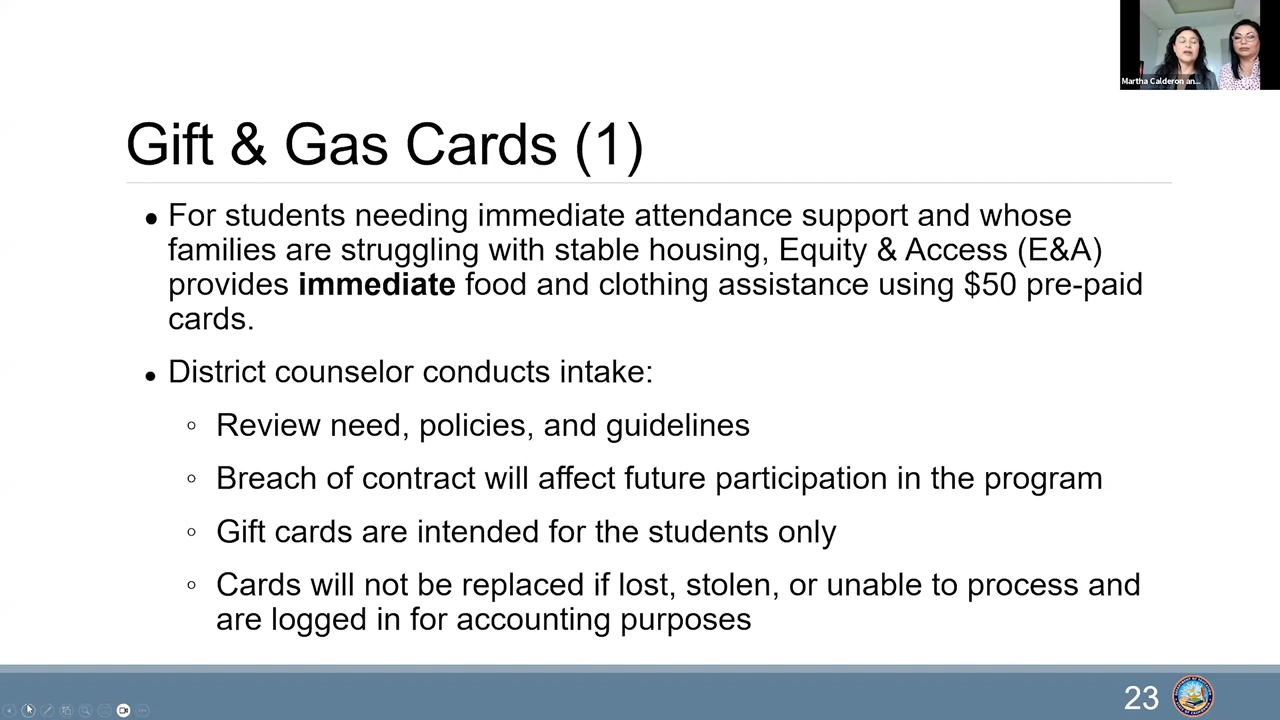 Martha Calderon an...
Gift & Gas Cards (1)
● For students needing immediate attendance support and whose
families are struggling with stable housing, Equity & Access (E&A)
provides immediate food and clothing assistance using $50 pre-paid
cards.
● District counselor conducts intake:
○ Review need, policies, and guidelines
○ Breach of contract will affect future participation in the program
○ Gift cards are intended for the students only
○ Cards will not be replaced if lost, stolen, or unable to process and
are logged in for accounting purposes
23